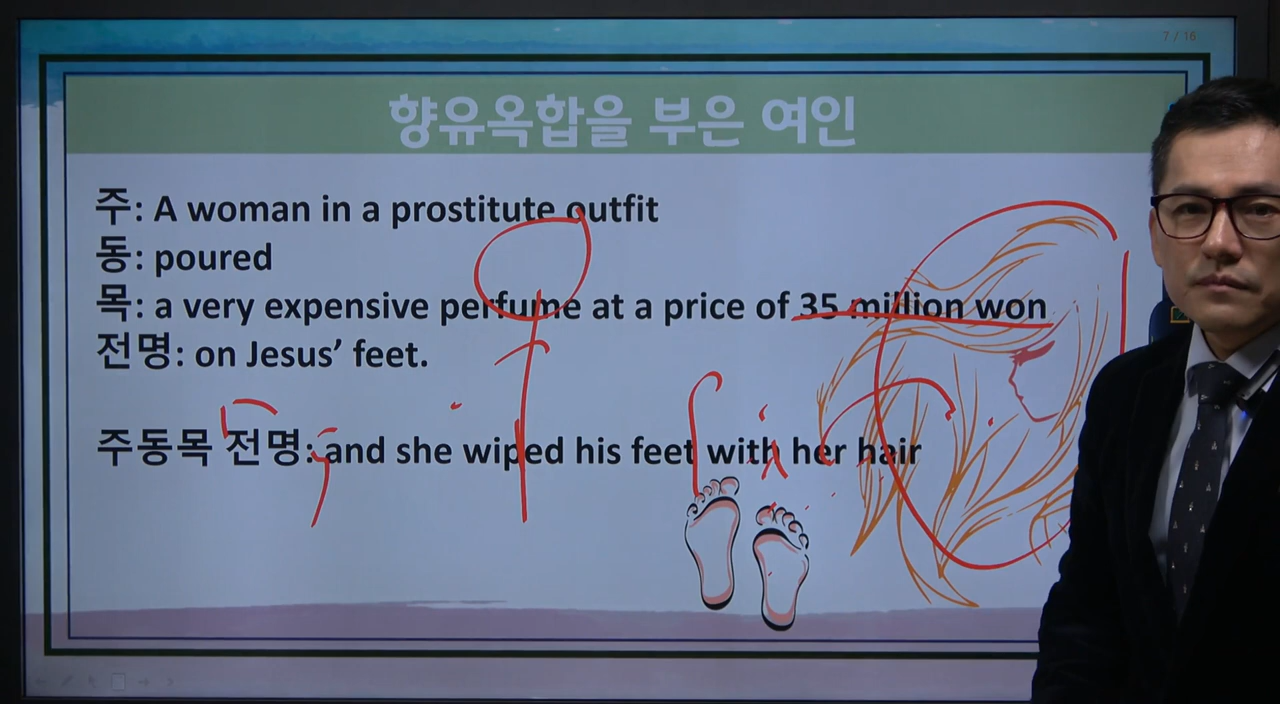 7 / 16
향유옥합을 부은 여인
주: A woman in a prostitute outfit
동: poured
목: a very expensive perfume at a price of 35 million won
전명: on Jesus’ feet.
주동목 전명: and she wiped his feet with her hair